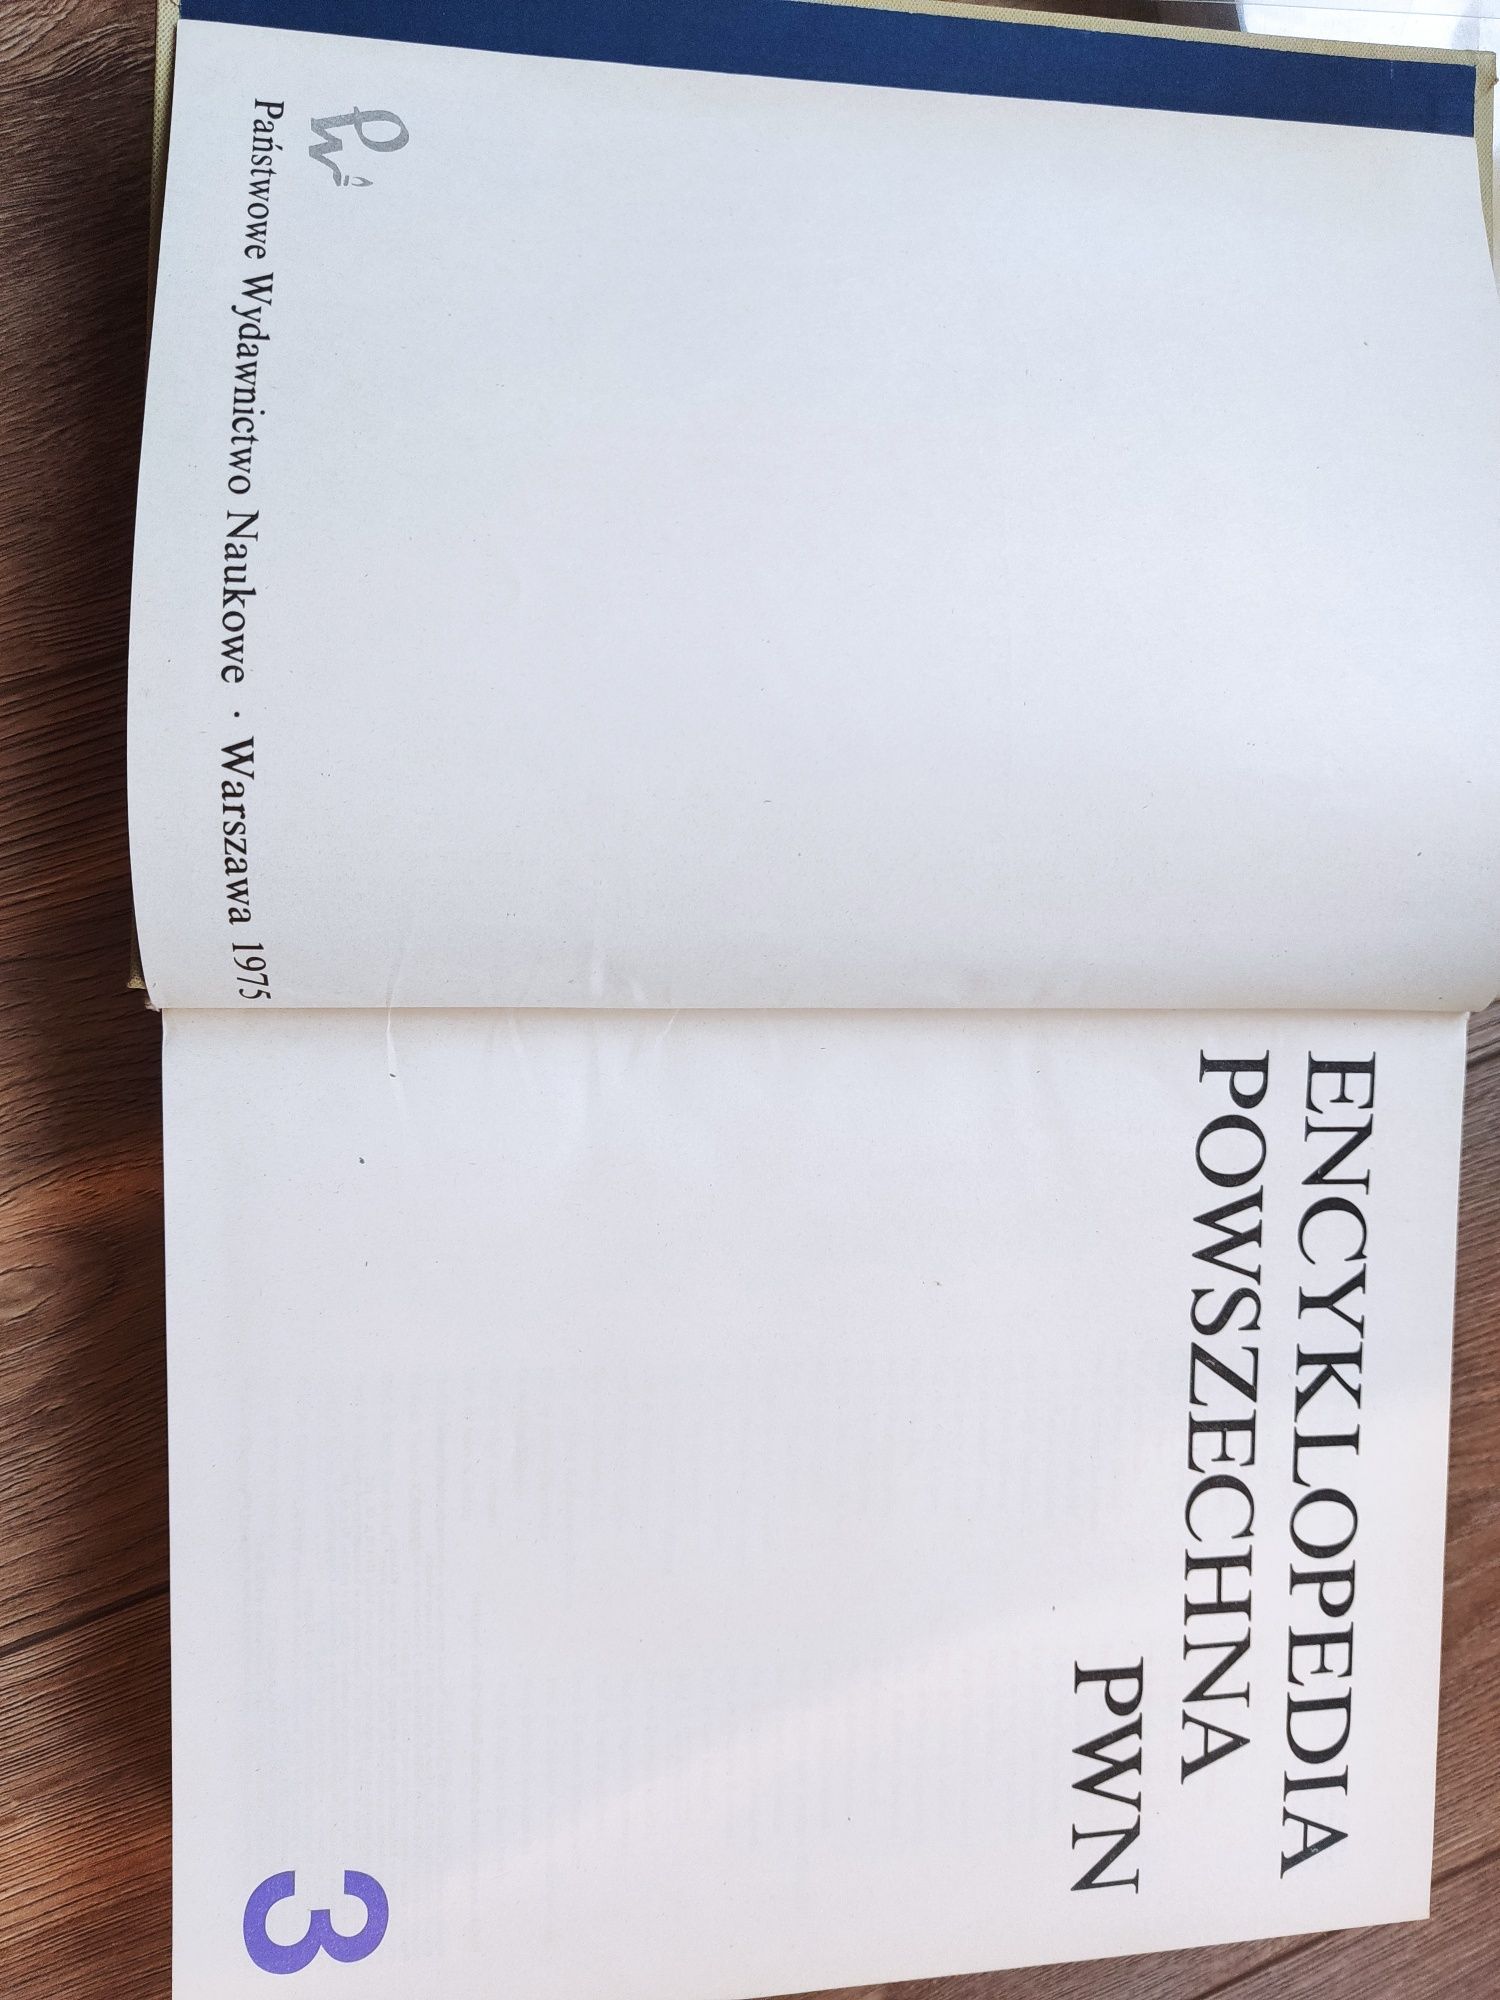 Państwowe Wydawnictwo Naukowe · Warszawa 1975
ENCYKLOPEDIA
POWSZECHNA
PWN
3